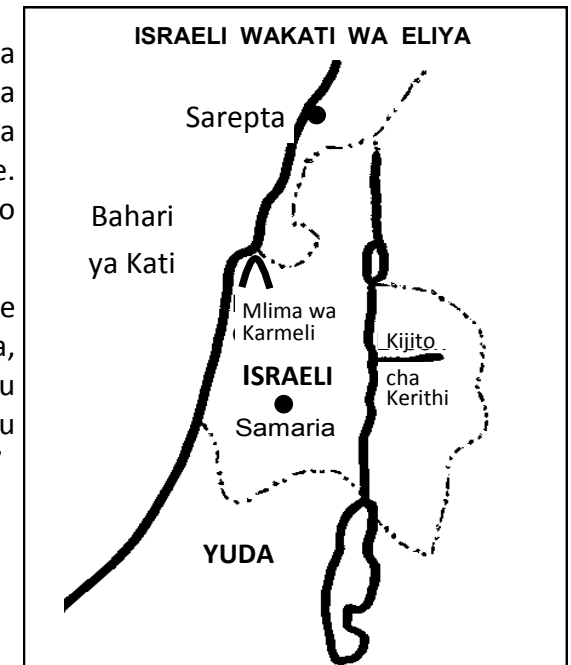 ISRAELI WAKATI WA ELIYA
Sarepta
Bahari
ya Kati
Mlima wa
Karmeli
Kijito
cha
Kerithi
ISRAELI
Samaria
YUDA